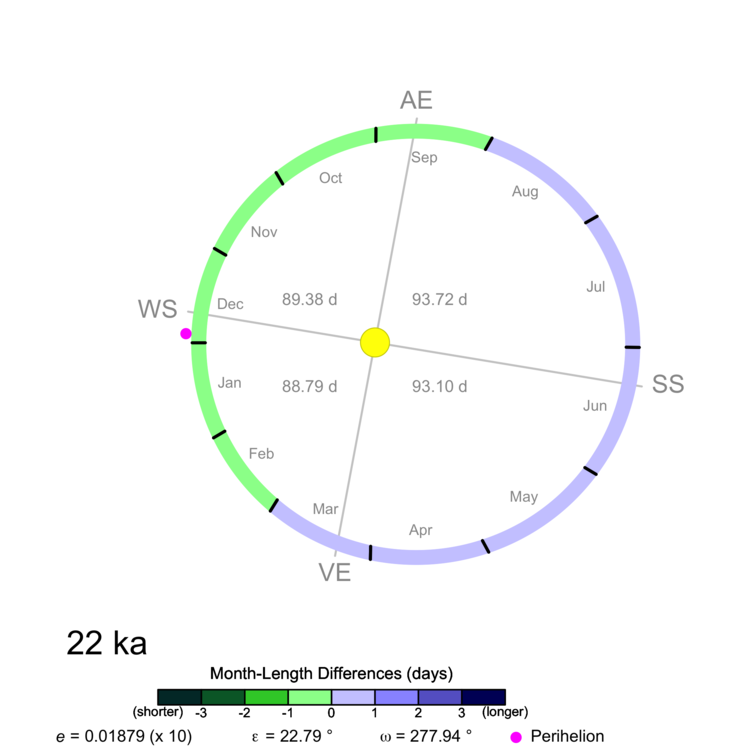 AE
Sep
Oct
Aug
Nov
Jul
WS
Dec
89.38 d
93.72 d
Jan
88.79 d
93.10 d
SS
Jun
Feb
Mar
May
Apr
VE
22 ka
Month-Length Differences (days)
(shorter) -3 -2 -1 0 1 2 3 (longer)
e = 0.01879 (x 10) ε = 22.79 ° ω = 277.94 ° Perihelion